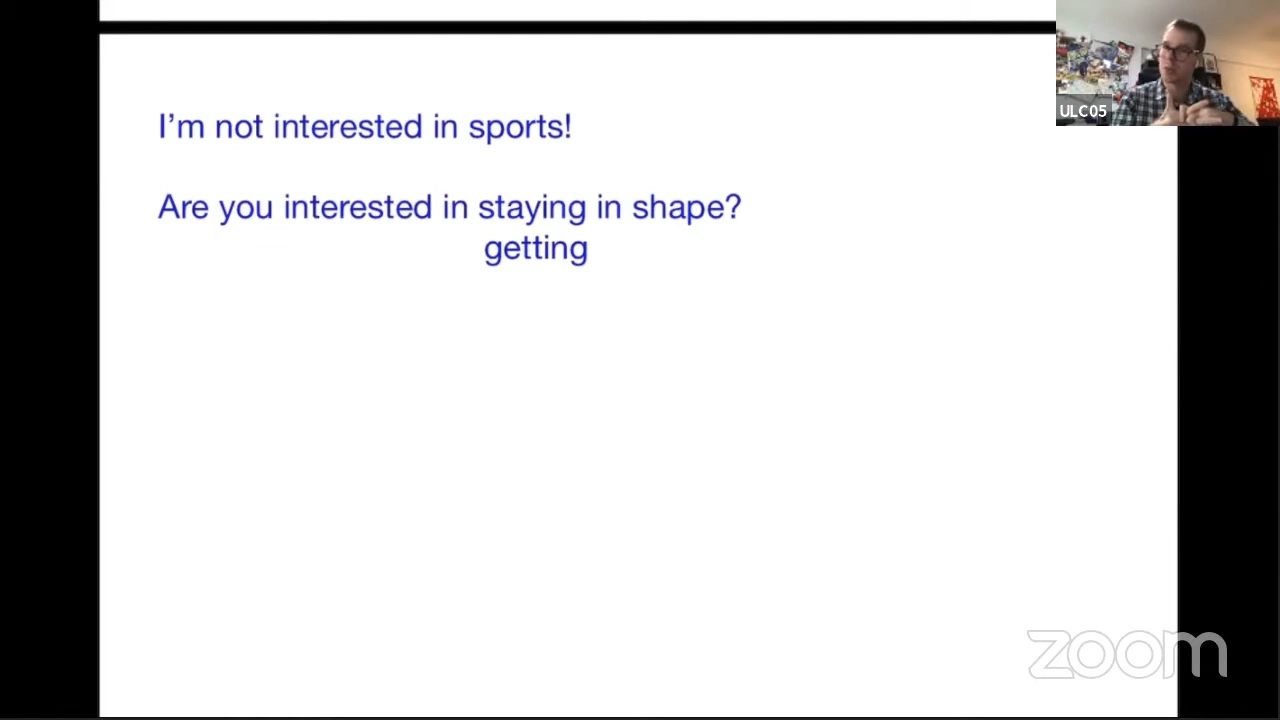 ULC05
I'm not interested in sports!
Are you interested in staying in shape?
getting
zoom